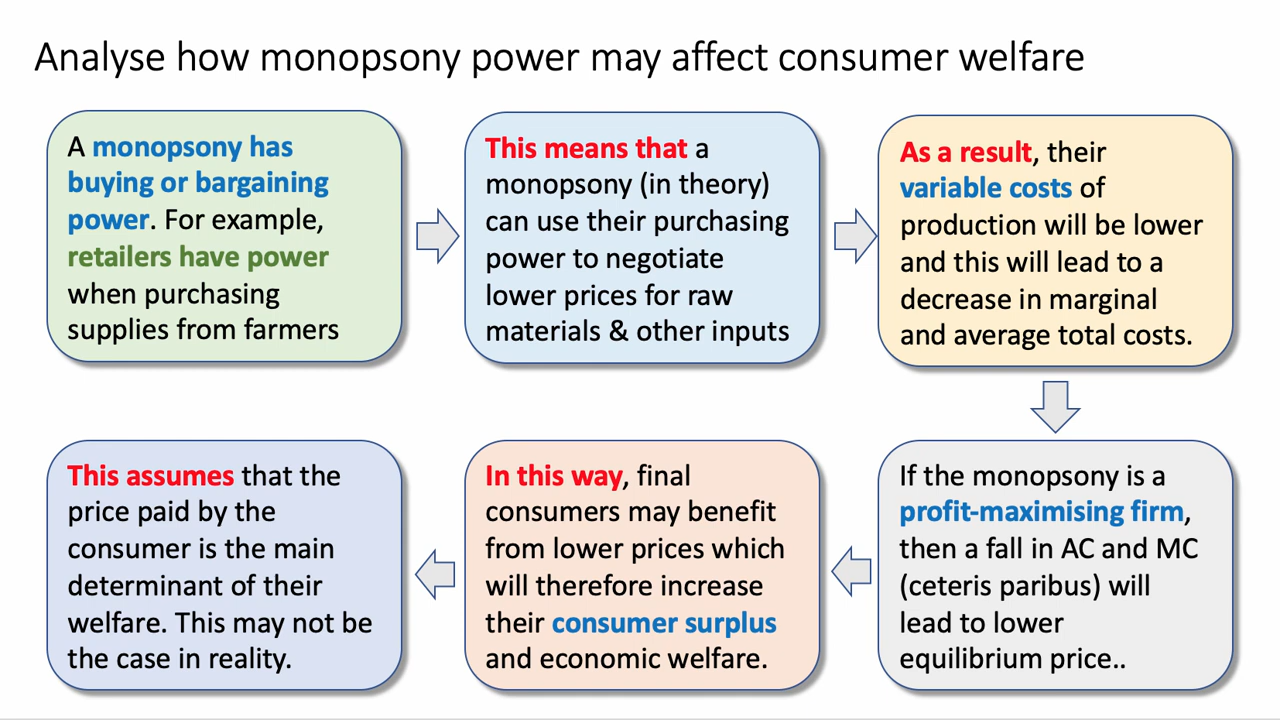 Analyse how monopsony power may affect consumer welfare
A monopsony has
buying or bargaining
power. For example,
retailers have power
when purchasing
supplies from farmers
This means that a
monopsony (in theory)
can use their purchasing
power to negotiate
lower prices for raw
materials & other inputs
As a result, their
variable costs of
production will be lower
and this will lead to a
decrease in marginal
and average total costs.
If the monopsony is a
profit-maximising firm,
then a fall in AC and MC
(ceteris paribus) will
lead to lower
equilibrium price..
In this way, final
consumers may benefit
from lower prices which
will therefore increase
their consumer surplus
and economic welfare.
This assumes that the
price paid by the
consumer is the main
determinant of their
welfare. This may not be
the case in reality.